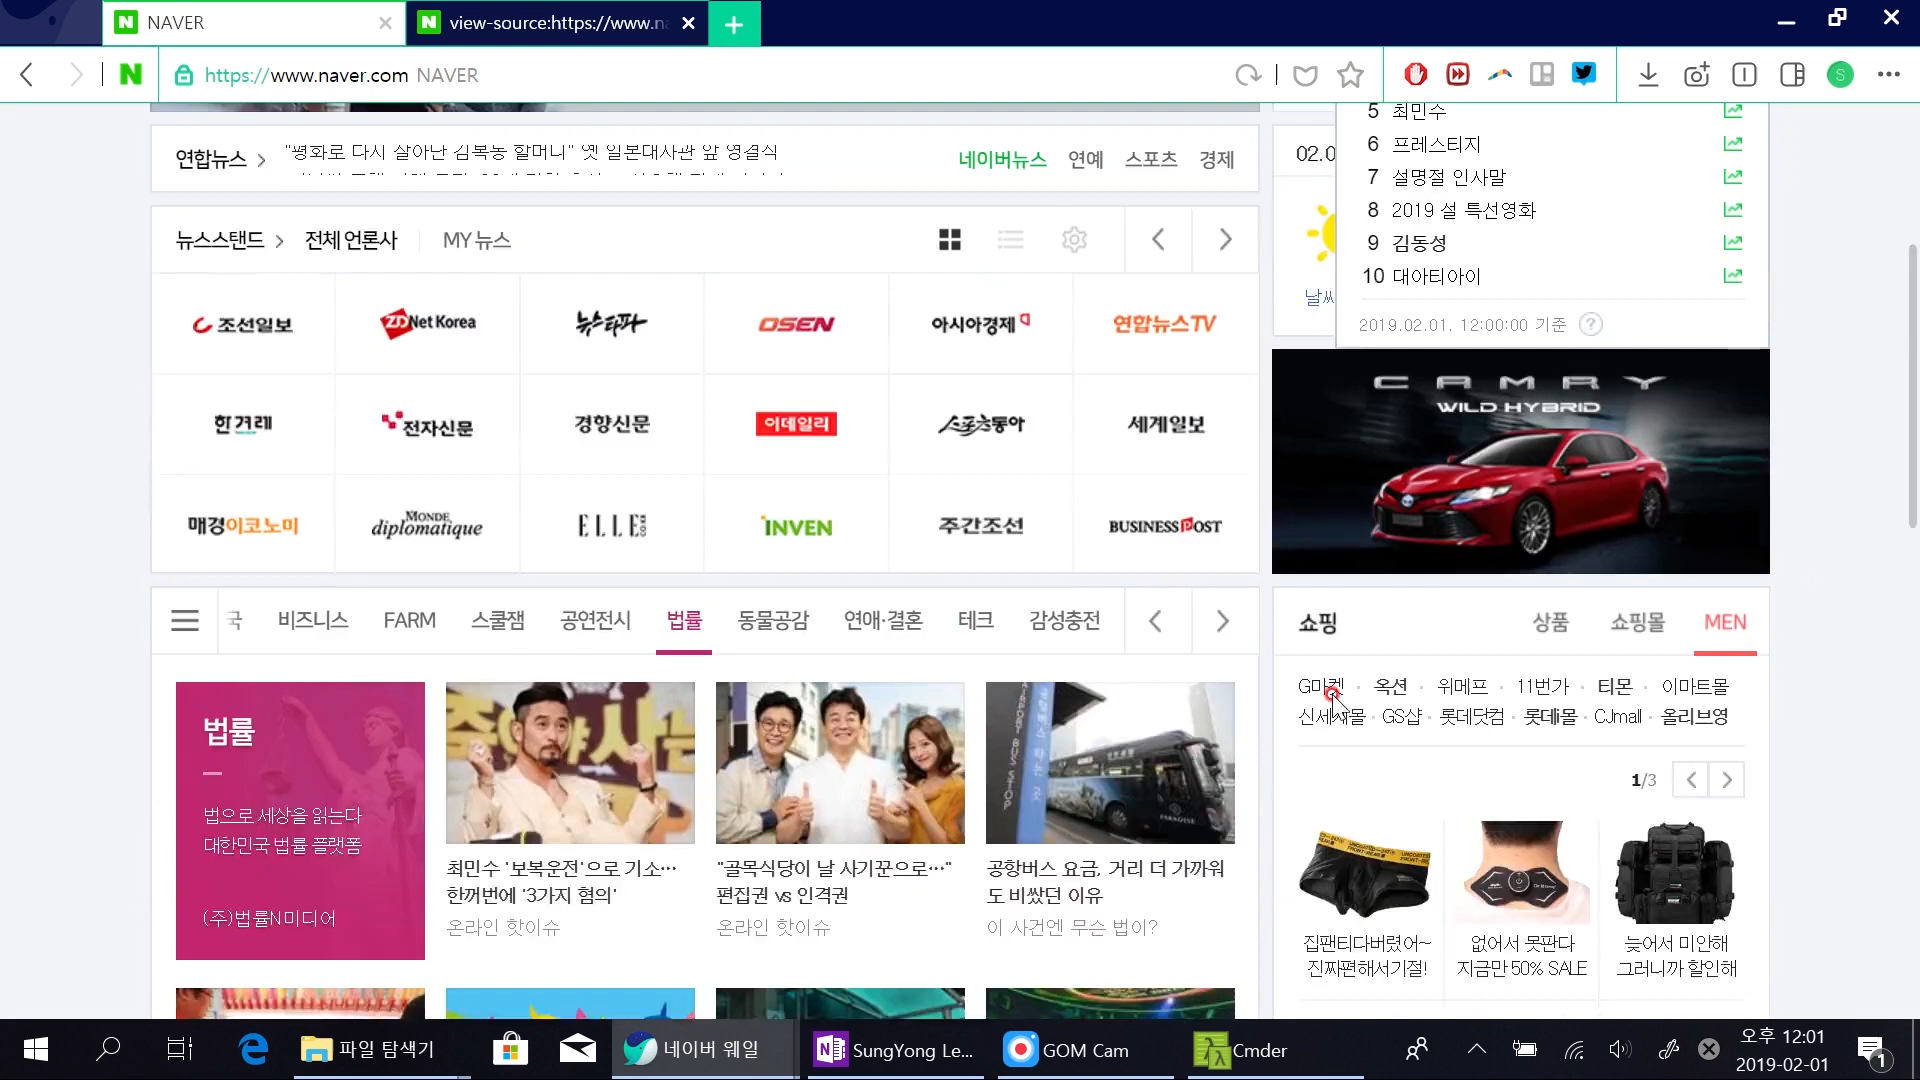 NAVER
view-source:https://www.na
https://www.naver.com NAVER
5 최민수
6 프레스티지
7 설명절 인사말
8 2019 설 특선영화
9 김동성
10 대아티아이
2019.02.01. 12:00:00 기준 ?
연합뉴스 >
"평화로 다시 살아난 김복동 할머니" 옛 일본대사관 앞 영결식
네이버뉴스 연예 스포츠 경제
02.0
날씨
뉴스스탠드 > 전체 언론사 MY 뉴스
조선일보 ZDNet Korea 뉴스타파 OSEN 아시아경제 연합뉴스TV
한겨레 전자신문 경향신문 이데일리 스포츠동아 세계일보
매경이코노미 LE MONDE diplomatique ELLE INVEN 주간조선 BUSINESSPOST
CAMRY
WILD HYBRID
국 비즈니스 FARM 스쿨잼 공연전시 법률 동물공감 연애·결혼 테크 감성충전
법률
법으로 세상을 읽는다
대한민국 법률 플랫폼
(주)법률N미디어
최민수 '보복운전'으로 기소…
한꺼번에 '3가지 혐의'
온라인 핫이슈
"골목식당이 날 사기꾼으로…"
편집권 vs 인격권
온라인 핫이슈
공항버스 요금, 거리 더 가까워
도 비쌌던 이유
이 사건엔 무슨 법이?
쇼핑 상품 쇼핑몰 MEN
G마켓 · 옥션 · 위메프 · 11번가 · 티몬 · 이마트몰
신세계몰 · GS샵 · 롯데닷컴 · 롯데i몰 · CJmall · 올리브영
1/3
집팬티다버렸어~
진짜편해서기절!
없어서 못판다
지금만 50% SALE
늦어서 미안해
그러니까 할인해
파일 탐색기
네이버 웨일
SungYong Le...
GOM Cam
Cmder
오후 12:01
2019-02-01
1